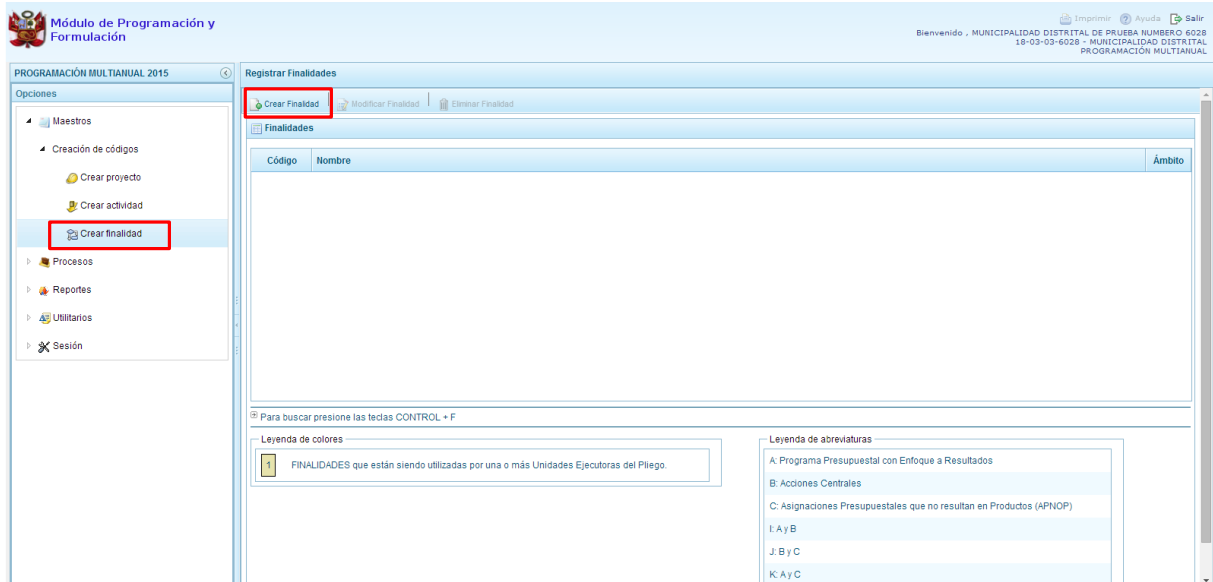 Módulo de Programación y
Formulación
Imprimir Ayuda Salir
Bienvenido , MUNICIPALIDAD DISTRITAL DE PRUEBA NUMBERO 6028
18-03-03-6028 - MUNICIPALIDAD DISTRITAL
PROGRAMACIÓN MULTIANUAL
PROGRAMACIÓN MULTIANUAL 2015
Opciones
Maestros
Creación de códigos
Crear proyecto
Crear actividad
Crear finalidad
Procesos
Reportes
Utilitarios
Sesión
Registrar Finalidades
Crear Finalidad Modificar Finalidad Eliminar Finalidad
Finalidades
Código Nombre Ámbito
Para buscar presione las teclas CONTROL + F
Leyenda de colores
1 FINALIDADES que están siendo utilizadas por una o más Unidades Ejecutoras del Pliego.
Leyenda de abreviaturas
A: Programa Presupuestal con Enfoque a Resultados
B: Acciones Centrales
C: Asignaciones Presupuestales que no resultan en Productos (APNOP)
I: A y B
J: B y C
K: A y C